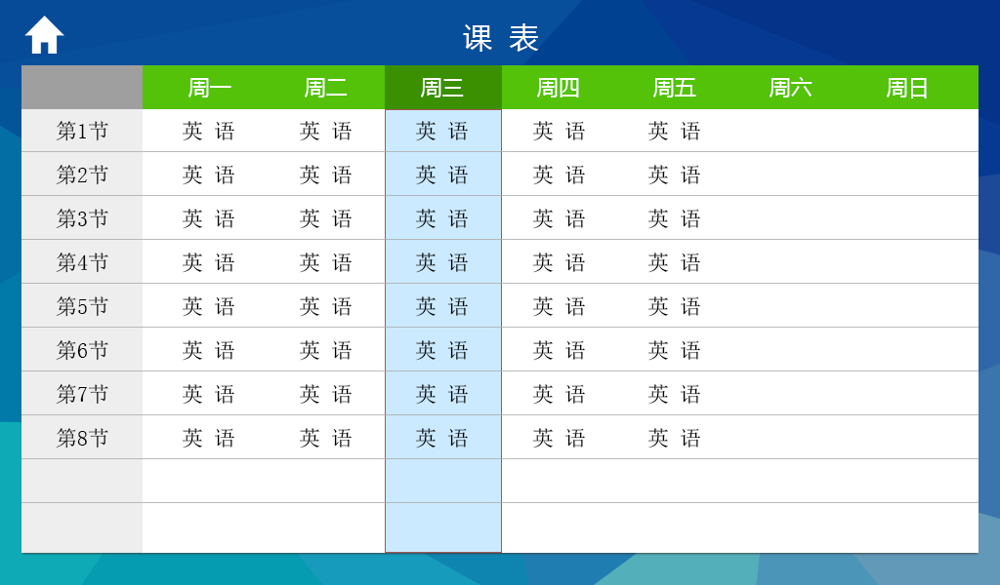 课 表
周一 周二 周三 周四 周五 周六 周日
第1节 英 语 英 语 英 语 英 语 英 语
第2节 英 语 英 语 英 语 英 语 英 语
第3节 英 语 英 语 英 语 英 语 英 语
第4节 英 语 英 语 英 语 英 语 英 语
第5节 英 语 英 语 英 语 英 语 英 语
第6节 英 语 英 语 英 语 英 语 英 语
第7节 英 语 英 语 英 语 英 语 英 语
第8节 英 语 英 语 英 语 英 语 英 语